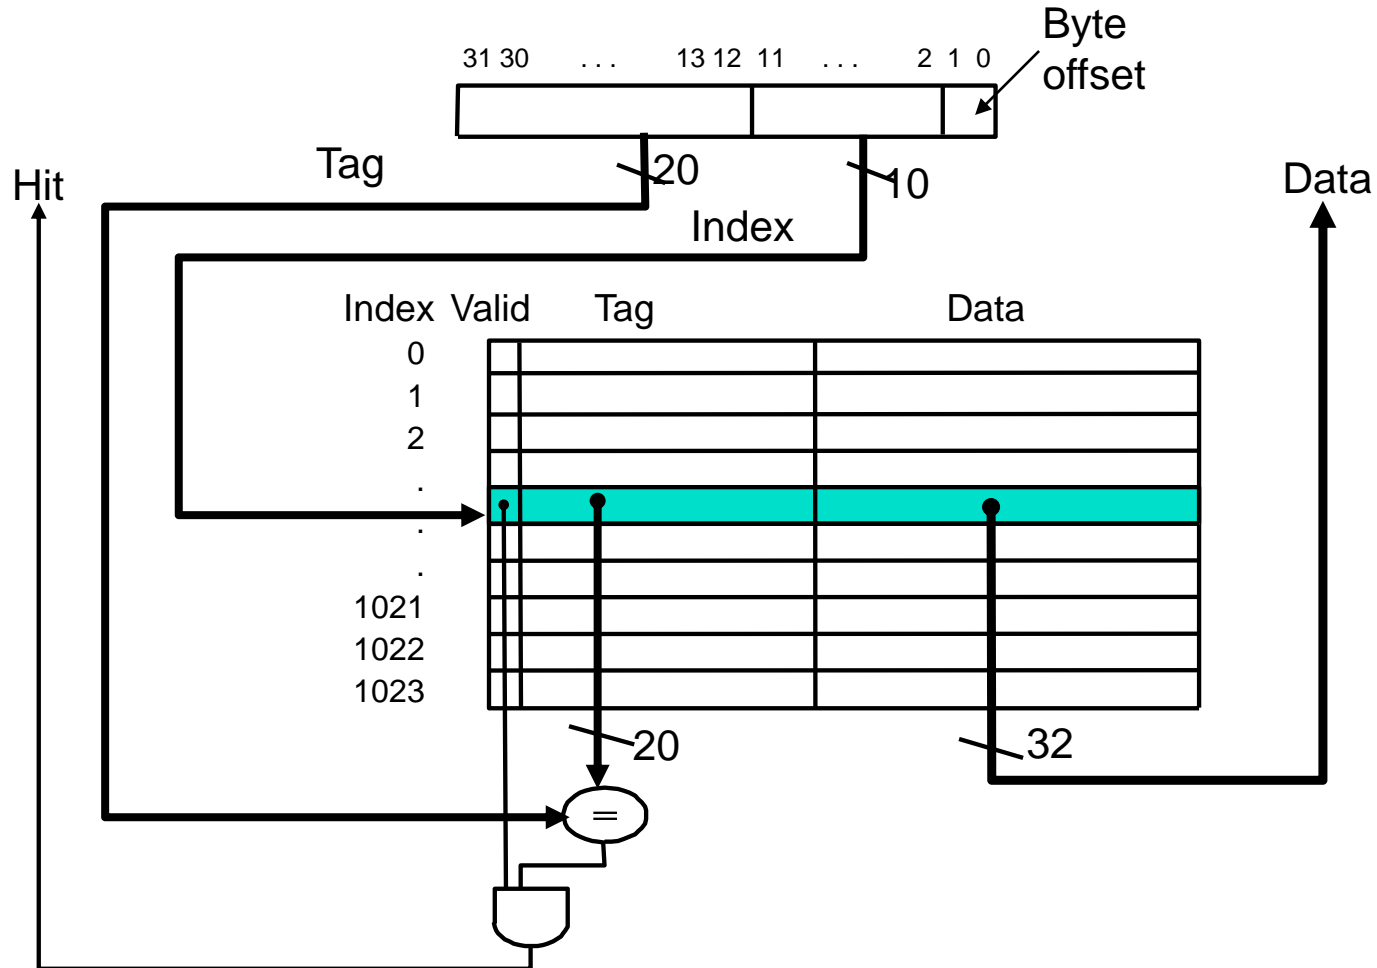 Byte
offset
31 30 . . . 13 12 11 . . . 2 1 0
Tag
20
10
Hit
Data
Index
Index Valid Tag Data
0
1
2
.
.
.
1021
1022
1023
20
32
=